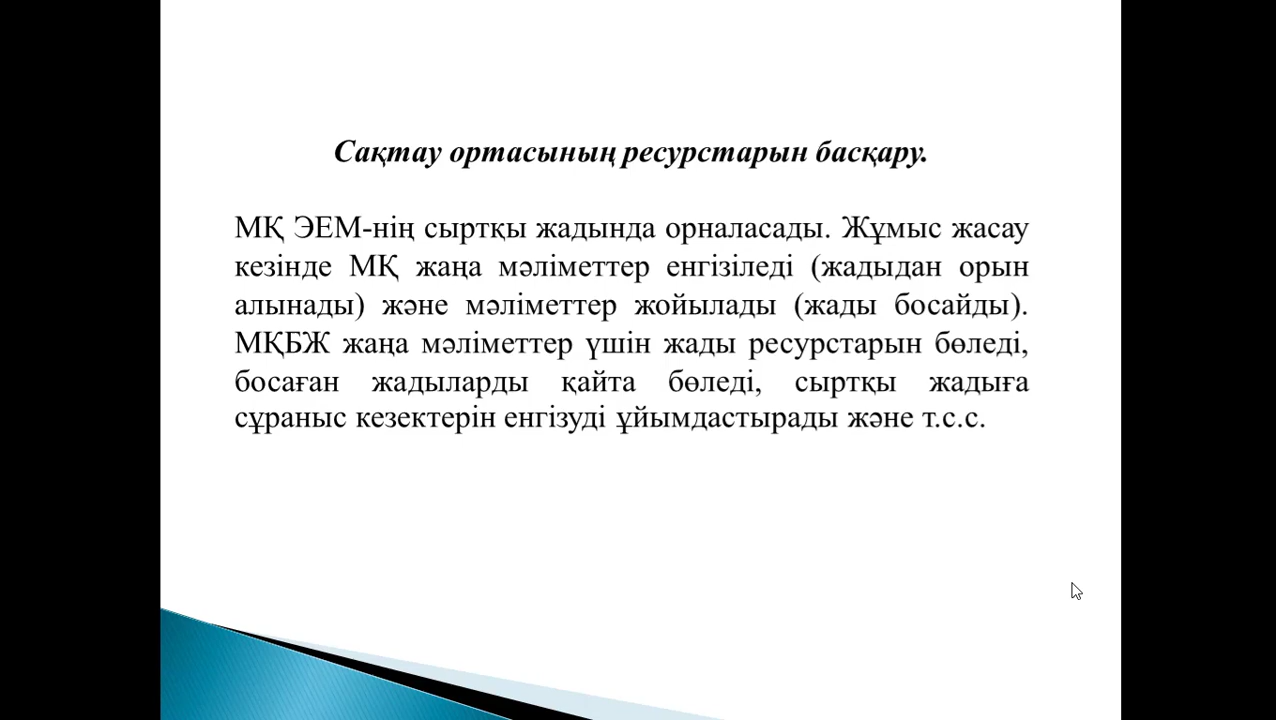 Сақтау ортасының ресурстарын басқару.
МҚ ЭЕМ-нің сыртқы жадында орналасады. Жұмыс жасау
кезінде МҚ жаңа мәліметтер енгізіледі (жадыдан орын
алынады) және мәліметтер жойылады (жады босайды).
МҚБЖ жаңа мәліметтер үшін жады ресурстарын бөледі,
босаған жадыларды қайта бөледі, сыртқы жадыға
сұраныс кезектерін енгізуді ұйымдастырады және т.с.с.